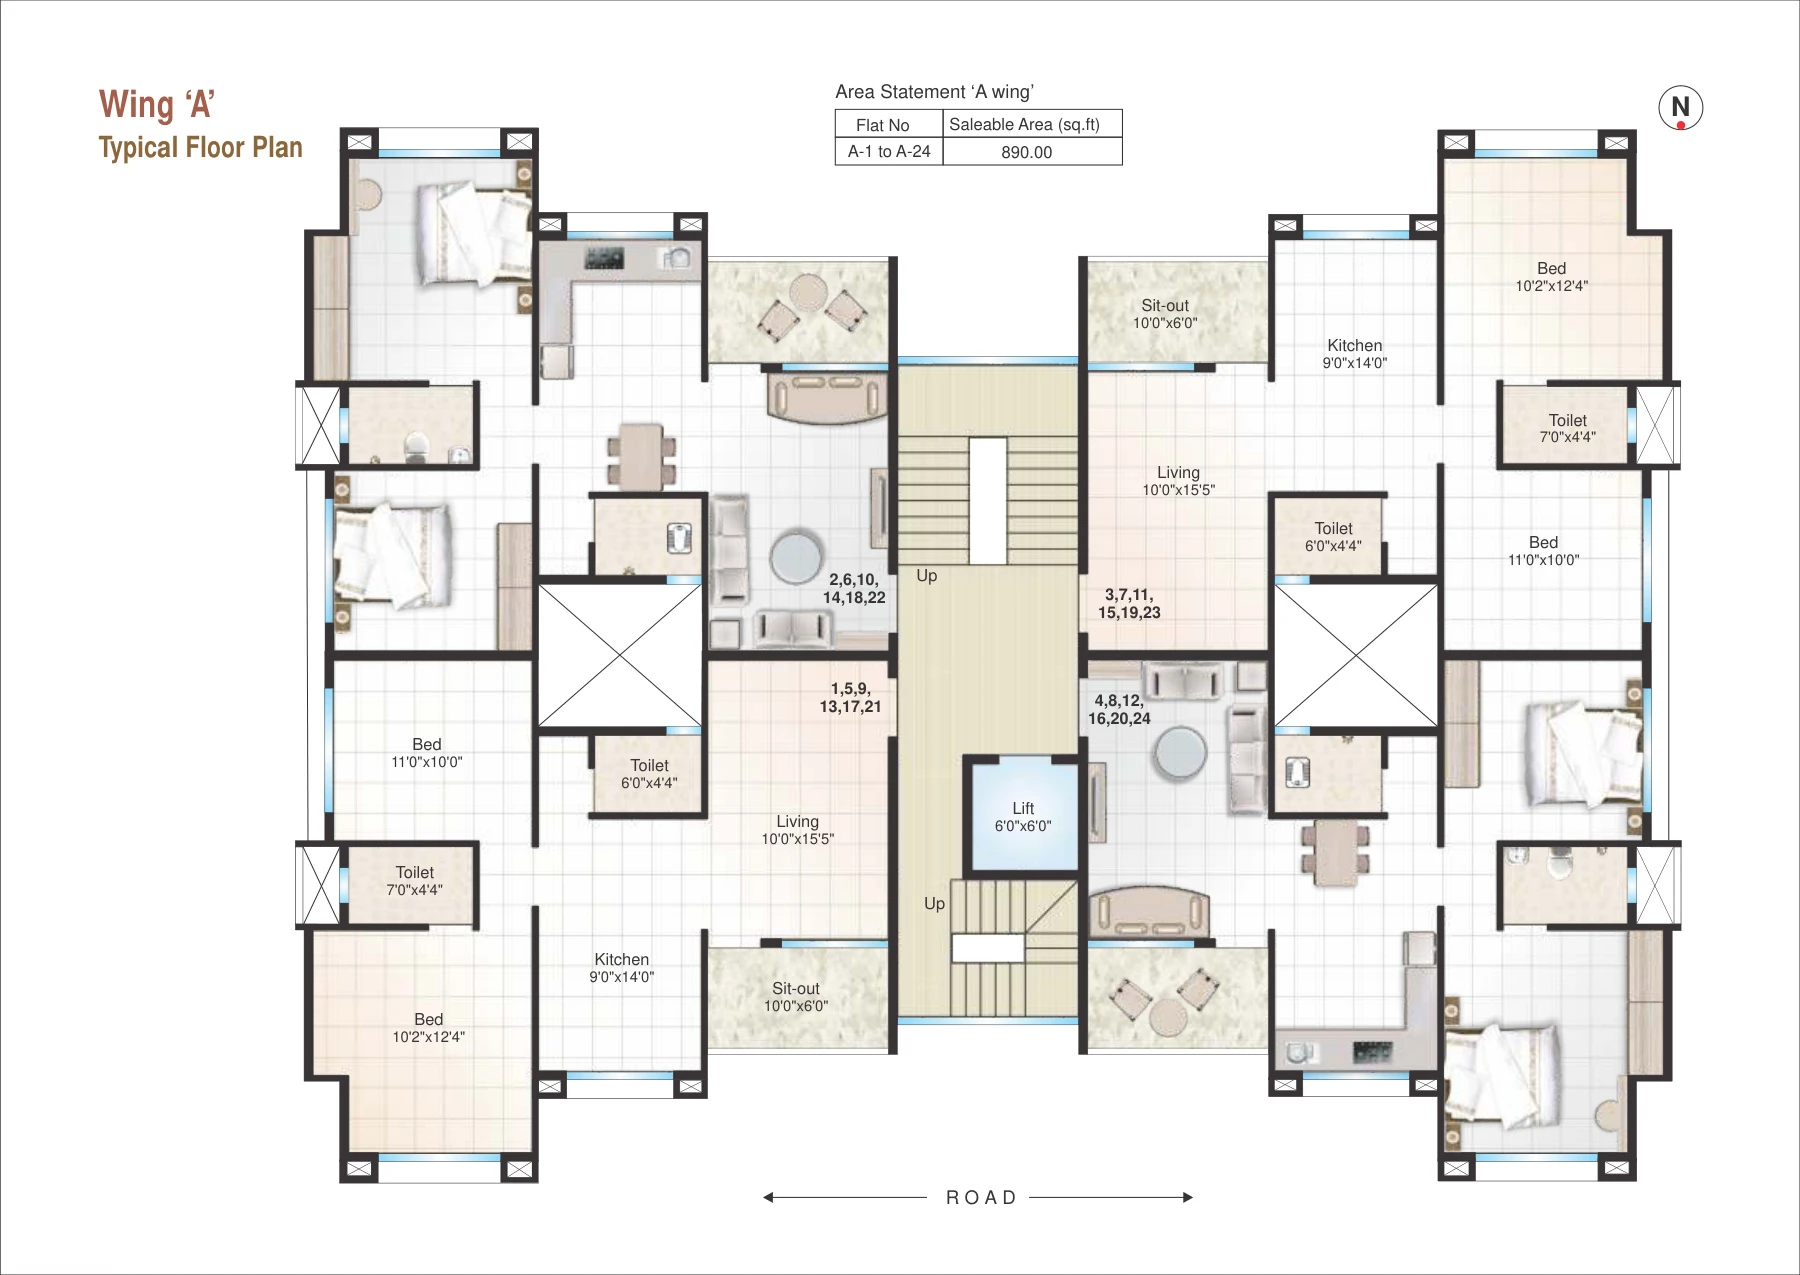 Wing ‘A’
Typical Floor Plan
Area Statement ‘A wing’
Flat No Saleable Area (sq.ft)
A-1 to A-24 890.00
N
Sit-out
10'0"x6'0"
Kitchen
9'0"x14'0"
Bed
10'2"x12'4"
Toilet
7'0"x4'4"
Living
10'0"x15'5"
Toilet
6'0"x4'4"
Bed
11'0"x10'0"
Up
2,6,10,
14,18,22
3,7,11,
15,19,23
1,5,9,
13,17,21
4,8,12,
16,20,24
Bed
11'0"x10'0"
Toilet
6'0"x4'4"
Living
10'0"x15'5"
Lift
6'0"x6'0"
Toilet
7'0"x4'4"
Up
Kitchen
9'0"x14'0"
Sit-out
10'0"x6'0"
Bed
10'2"x12'4"
ROAD